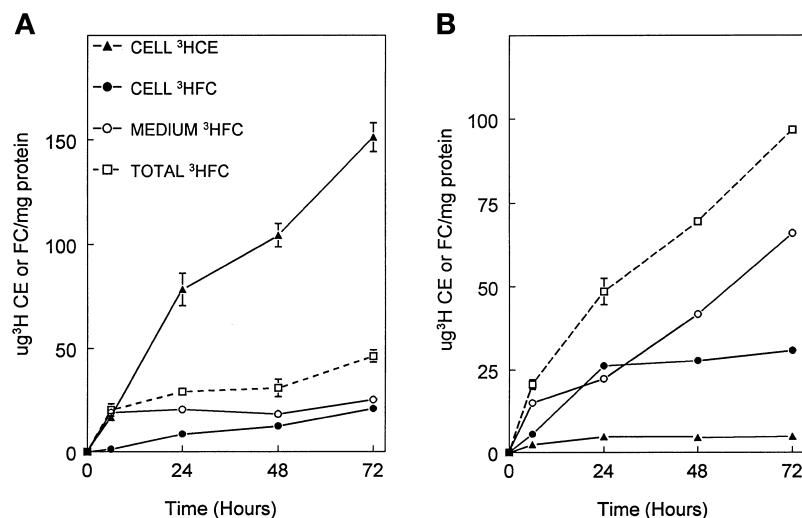 A
CELL ³HCE
CELL ³HFC
MEDIUM ³HFC
TOTAL ³HFC
150
100
50
0
ug³H CE or FC/mg protein
0 24 48 72
Time (Hours)
B
100
75
50
25
0
ug³H CE or FC/mg protein
0 24 48 72
Time (Hours)